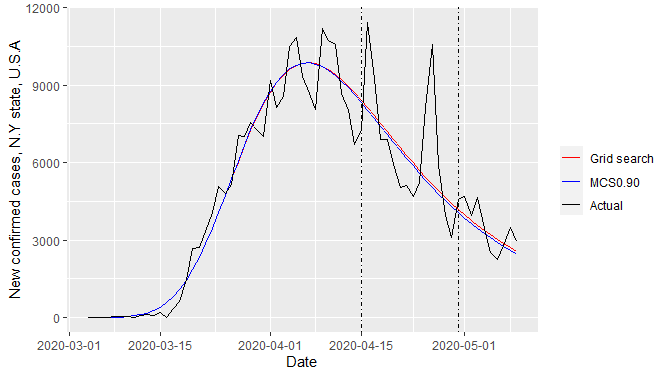 New confirmed cases, N.Y state, U.S.A
12000
9000
6000
3000
0
2020-03-01
2020-03-15
2020-04-01
2020-04-15
2020-05-01
Date
Grid search
MCS0.90
Actual